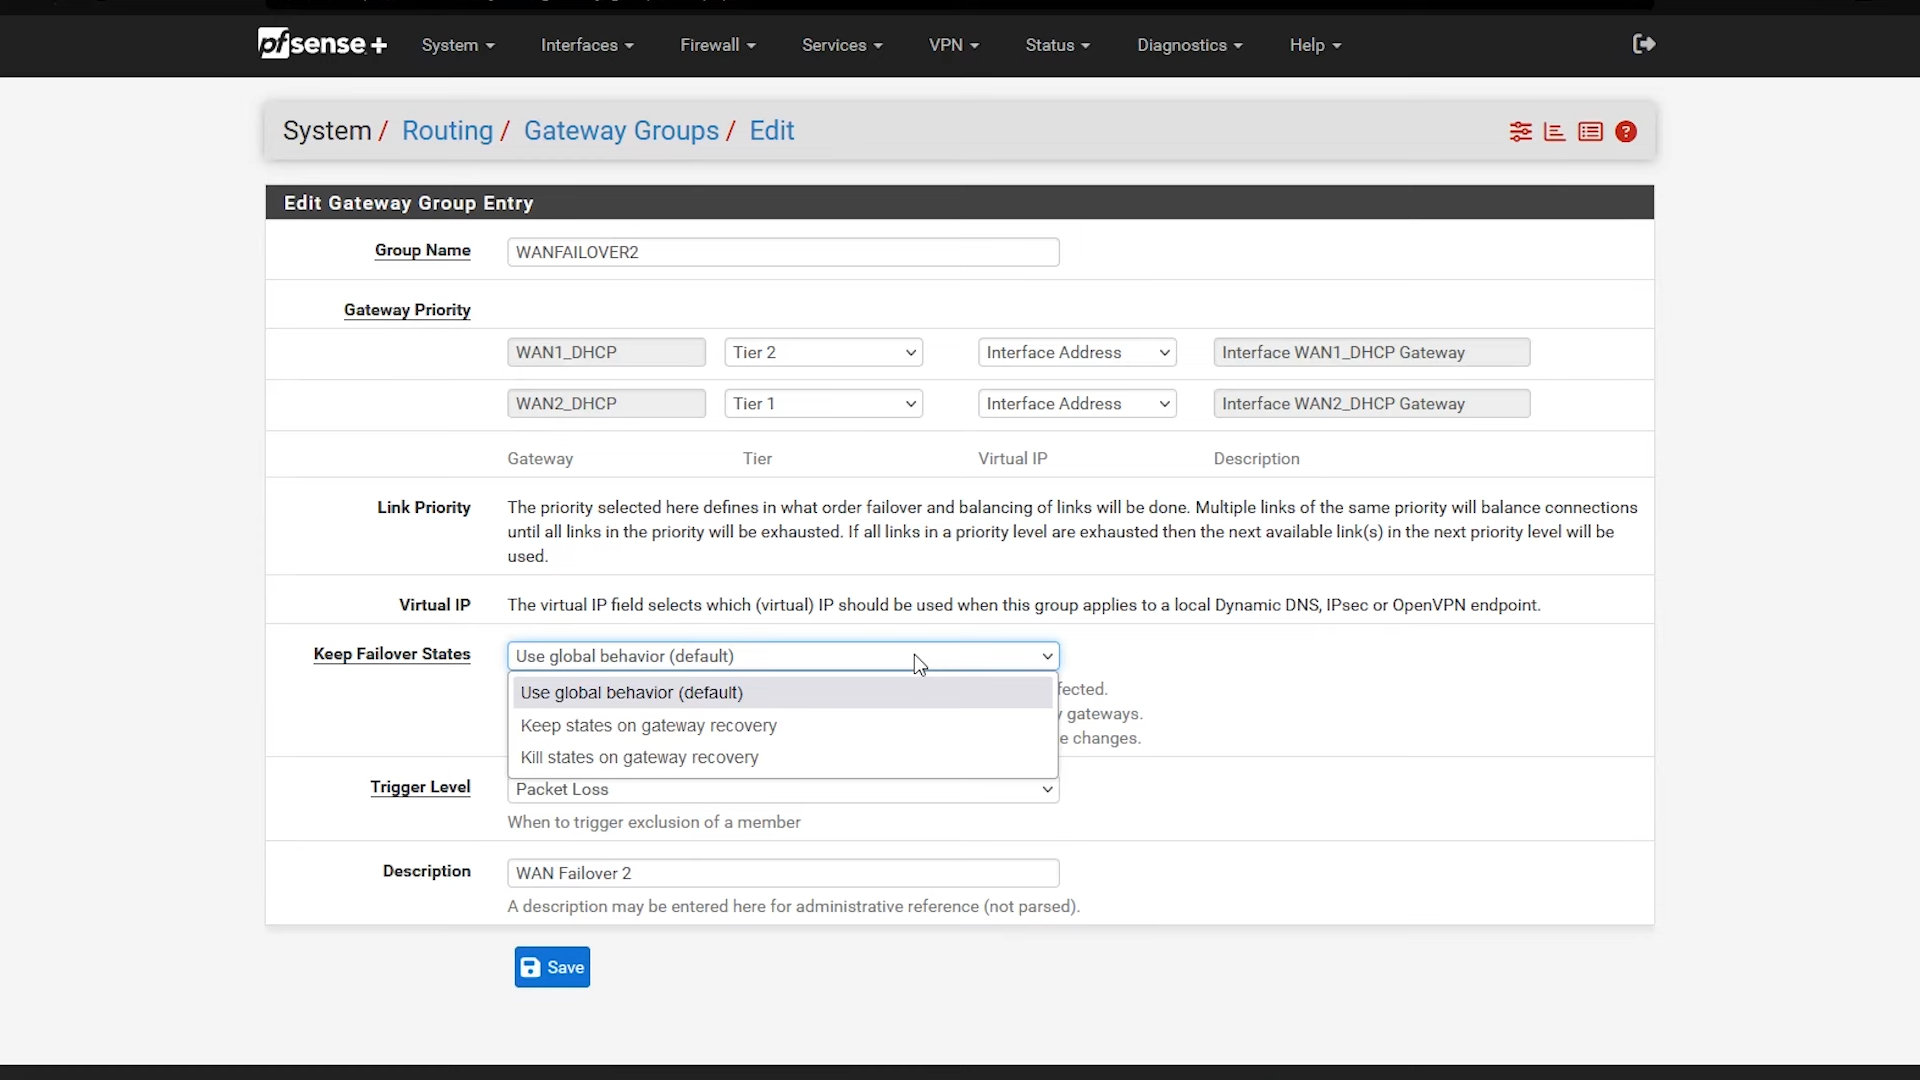 pfsense +
System
Interfaces
Firewall
Services
VPN
Status
Diagnostics
Help
System / Routing / Gateway Groups / Edit
Edit Gateway Group Entry
Group Name
WANFAILOVER2
Gateway Priority
WAN1_DHCP
Tier 2
Interface Address
Interface WAN1_DHCP Gateway
WAN2_DHCP
Tier 1
Interface Address
Interface WAN2_DHCP Gateway
Gateway
Tier
Virtual IP
Description
Link Priority
The priority selected here defines in what order failover and balancing of links will be done. Multiple links of the same priority will balance connections
until all links in the priority will be exhausted. If all links in a priority level are exhausted then the next available link(s) in the next priority level will be
used.
Virtual IP
The virtual IP field selects which (virtual) IP should be used when this group applies to a local Dynamic DNS, IPsec or OpenVPN endpoint.
Keep Failover States
Use global behavior (default)
Use global behavior (default)
fected.
Keep states on gateway recovery
gateways.
Kill states on gateway recovery
e changes.
Trigger Level
Packet Loss
When to trigger exclusion of a member
Description
WAN Failover 2
A description may be entered here for administrative reference (not parsed).
Save